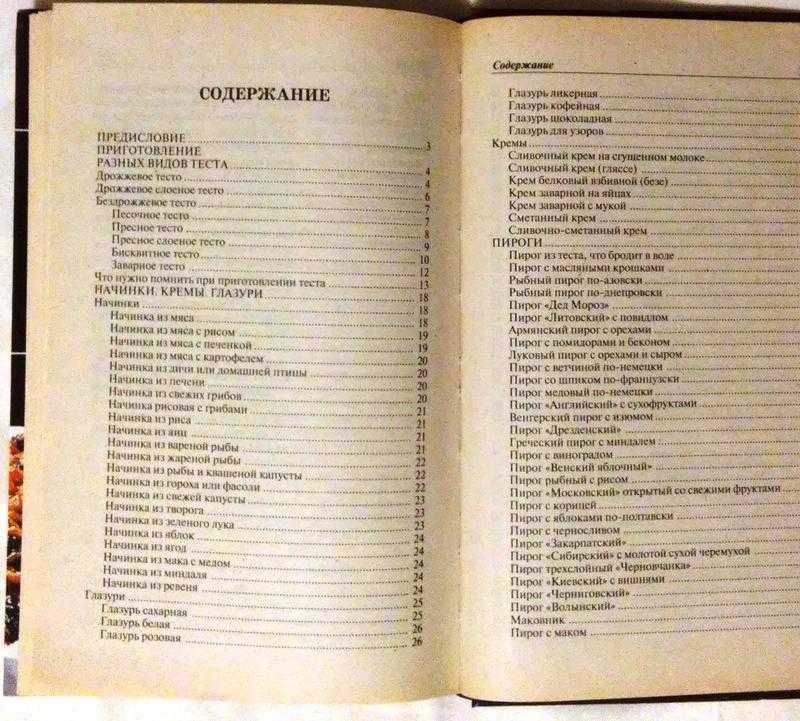 СОДЕРЖАНИЕ
ПРЕДИСЛОВИЕ 3
ПРИГОТОВЛЕНИЕ
РАЗНЫХ ВИДОВ ТЕСТА 4
Дрожжевое тесто 4
Дрожжевое слоеное тесто 6
Бездрожжевое тесто 7
Песочное тесто 7
Пресное тесто 8
Пресное слоеное тесто 9
Бисквитное тесто 10
Заварное тесто 12
Что нужно помнить при приготовлении теста 13
НАЧИНКИ. КРЕМЫ. ГЛАЗУРИ 18
Начинки 18
Начинка из мяса 18
Начинка из мяса с рисом 19
Начинка из мяса с печенкой 19
Начинка из мяса с картофелем 20
Начинка из дичи или домашней птицы 20
Начинка из печени 20
Начинка из свежих грибов 20
Начинка рисовая с грибами 21
Начинка из риса 21
Начинка из яиц 21
Начинка из вареной рыбы 21
Начинка из жареной рыбы 22
Начинка из рыбы и квашеной капусты 22
Начинка из гороха или фасоли 22
Начинка из свежей капусты 23
Начинка из творога 23
Начинка из зеленого лука 23
Начинка из яблок 24
Начинка из ягод 24
Начинка из мака с медом 24
Начинка из миндаля 24
Начинка из ревеня 24
Глазури 25
Глазурь сахарная 25
Глазурь белая 26
Глазурь розовая 26
Содержание
Глазурь ликерная
Глазурь кофейная
Глазурь шоколадная
Глазурь для узоров
Кремы
Сливочный крем на сгущенном молоке
Сливочный крем (гляссе)
Крем белковый взбивной (безе)
Крем заварной на яйцах
Крем заварной с мукой
Сметанный крем
Сливочно-сметанный крем
ПИРОГИ
Пирог из теста, что бродит в воде
Пирог с масляными крошками
Рыбный пирог по-азовски
Рыбный пирог по-днепровски
Пирог «Дед Мороз»
Пирог «Литовский» с повидлом
Армянский пирог с орехами
Пирог с помидорами и беконом
Луковый пирог с орехами и сыром
Пирог с ветчиной по-немецки
Пирог со шпиком по-французски
Пирог медовый по-немецки
Пирог «Английский» с сухофруктами
Венгерский пирог с изюмом
Пирог «Дрезденский»
Греческий пирог с миндалем
Пирог с виноградом
Пирог «Венский яблочный»
Пирог рыбный с рисом
Пирог «Московский» открытый со свежими фруктами
Пирог с корицей
Пирог с яблоками по-полтавски
Пирог с черносливом
Пирог «Закарпатский»
Пирог «Сибирский» с молотой сухой черемухой
Пирог трехслойный «Черновчанка»
Пирог «Киевский» с вишнями
Пирог «Черниговский»
Пирог «Волынский»
Маковник
Пирог с маком